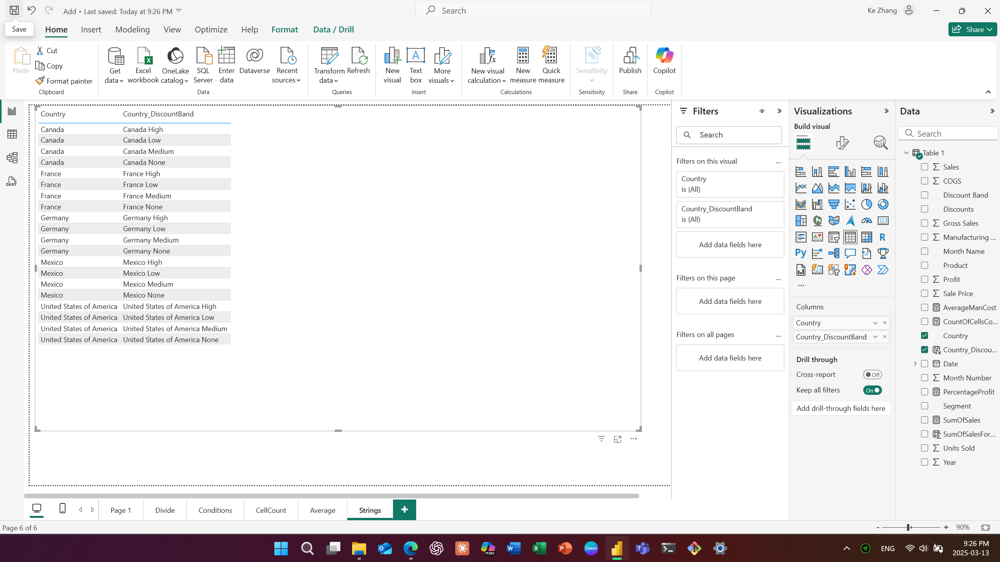 Add • Last saved: Today at 9:26 PM
Search
Ke Zhang
Save
Home
Insert
Modeling
View
Optimize
Help
Format
Data / Drill
Share
Paste
Cut
Copy
Format painter
Clipboard
Get data
Excel workbook
OneLake catalog
SQL Server
Enter data
Dataverse
Recent sources
Data
Transform data
Refresh
Queries
New visual
Text box
More visuals
Insert
New visual calculation
New measure
Quick measure
Calculations
Sensitivity
Sensitivity
Publish
Share
Copilot
Copilot
Country Country_DiscountBand
Canada Canada High
Canada Canada Low
Canada Canada Medium
Canada Canada None
France France High
France France Low
France France Medium
France France None
Germany Germany High
Germany Germany Low
Germany Germany Medium
Germany Germany None
Mexico Mexico High
Mexico Mexico Low
Mexico Mexico Medium
Mexico Mexico None
United States of America United States of America High
United States of America United States of America Low
United States of America United States of America Medium
United States of America United States of America None
Filters
Search
Filters on this visual
...
Country
is (All)
Country_DiscountBand
is (All)
Add data fields here
Filters on this page
...
Add data fields here
Filters on all pages
...
Add data fields here
Visualizations
Build visual
123
R
Py
123
...
Columns
Country
Country_DiscountBand
Drill through
Cross-report
Off
Keep all filters
On
Add drill-through fields here
Data
Search
Table 1
Sales
COGS
Discount Band
Discounts
Gross Sales
Manufacturing ...
Month Name
Product
Profit
Sale Price
AverageManCost
CountOfCellsCo...
Country
Country_Discou...
Date
Month Number
PercentageProfit
Segment
SumOfSales
SumOfSalesFor...
Units Sold
Year
DAX
Page 1
Divide
Conditions
CellCount
Average
Strings
+
Page 6 of 6
- + 90%
M365
Canva
ENG
9:26 PM
2025-03-13